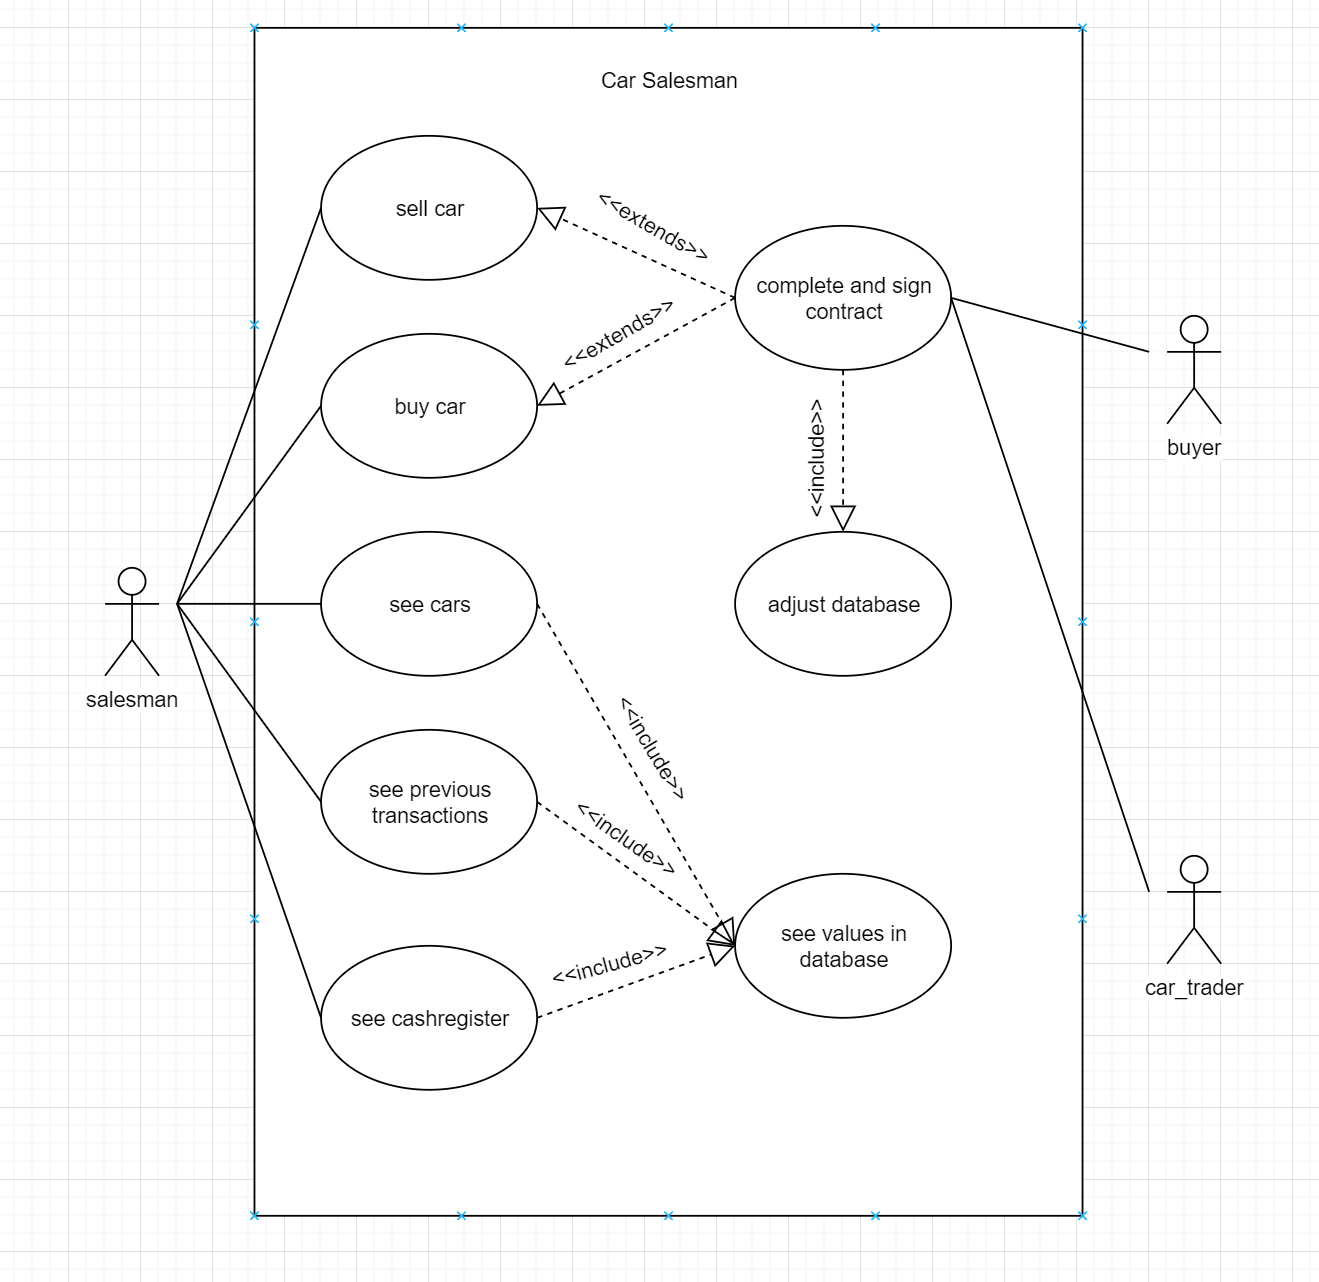 Car Salesman
sell car
<<extends>>
complete and sign
contract
<<extends>>
buy car
buyer
<<include>>
see cars
adjust database
salesman
<<include>>
see previous
transactions
<<include>>
see values in
database
<<include>>
see cashregister
car_trader